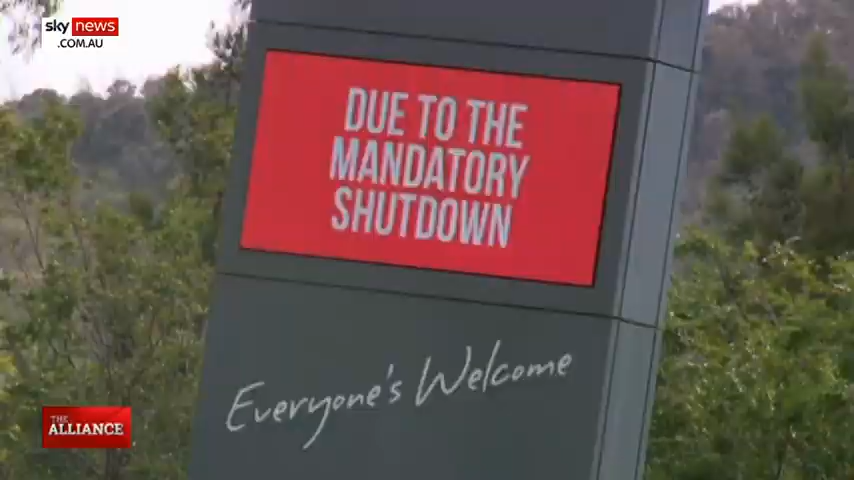 sky news
.COM.AU
DUE TO THE
MANDATORY
SHUTDOWN
Everyone's Welcome
THE
ALLIANCE